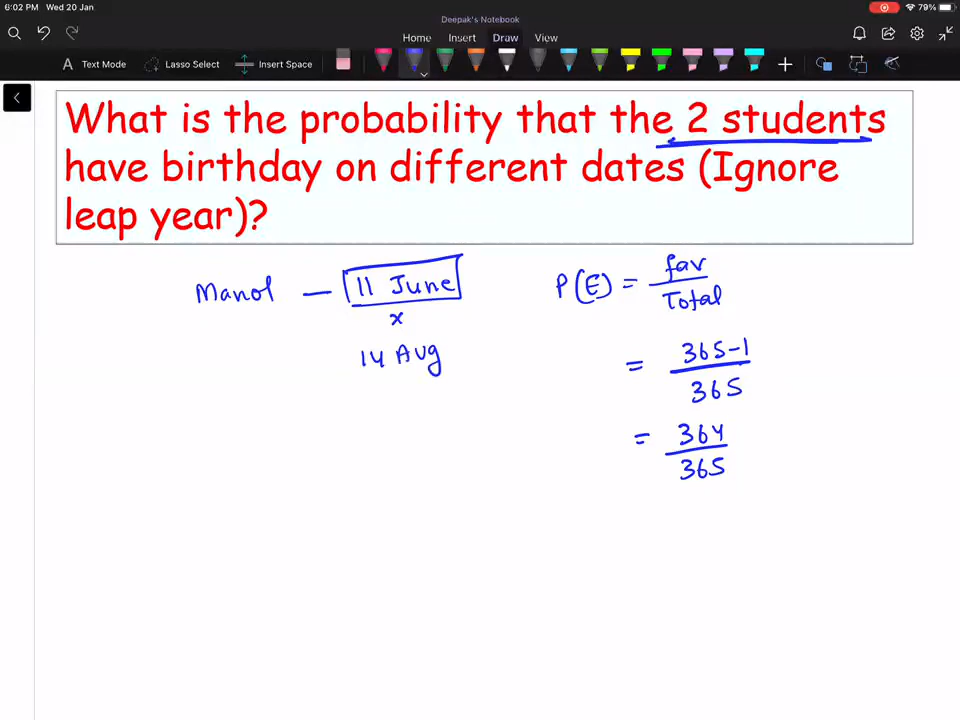 6:02 PM Wed 20 Jan
79%
Deepak's Notebook
Home Insert Draw View
Text Mode Lasso Select Insert Space
What is the probability that the 2 students
have birthday on different dates (Ignore
leap year)?
Manoj — 11 June
x
14 Aug
P(E) = fav
Total
= 365-1
365
= 364
365